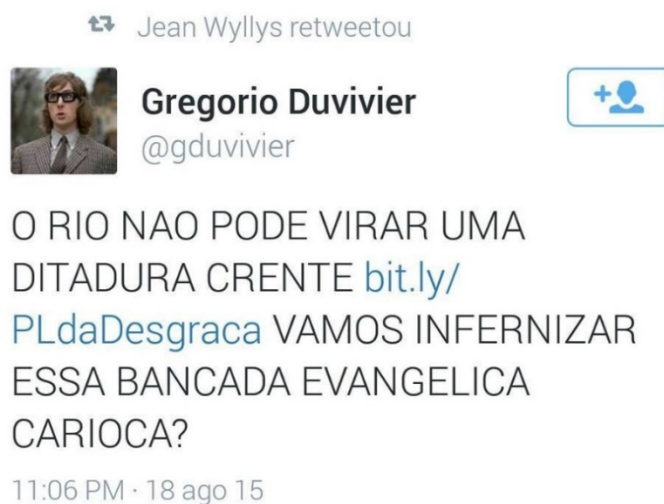 Jean Wyllys retweetou
Gregorio Duvivier
@gduvivier
O RIO NAO PODE VIRAR UMA
DITADURA CRENTE bit.ly/
PLdaDesgraca VAMOS INFERNIZAR
ESSA BANCADA EVANGELICA
CARIOCA?
11:06 PM · 18 ago 15